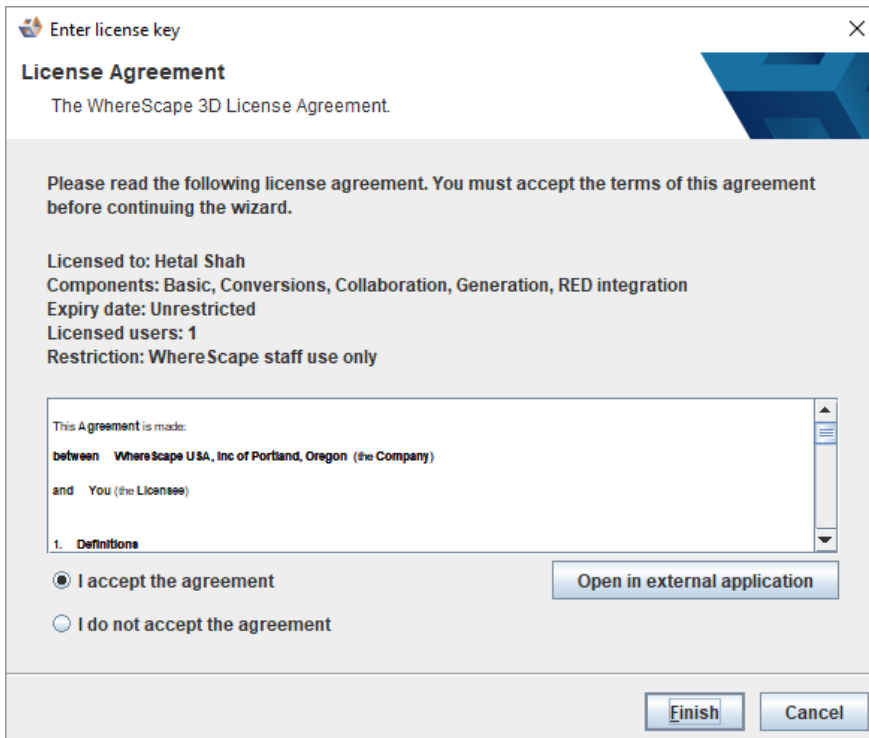 Enter license key
License Agreement
The WhereScape 3D License Agreement.
Please read the following license agreement. You must accept the terms of this agreement
before continuing the wizard.
Licensed to: Hetal Shah
Components: Basic, Conversions, Collaboration, Generation, RED integration
Expiry date: Unrestricted
Licensed users: 1
Restriction: WhereScape staff use only
This Agreement is made:
between WhereScape USA, Inc of Portland, Oregon (the Company)
and You (the Licensee)
1. Definitions
I accept the agreement
Open in external application
I do not accept the agreement
Finish
Cancel